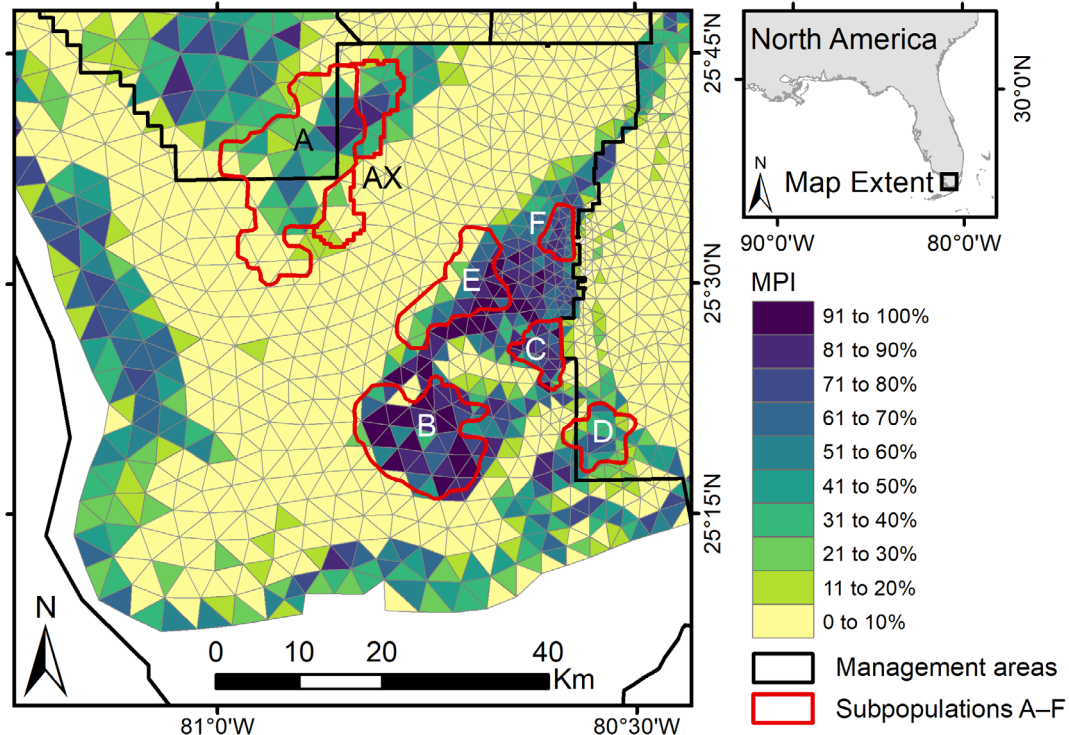 A
AX
F
E
C
B
D
N
0 10 20 40
Km
81°0'W
80°30'W
25°45'N
25°30'N
25°15'N
North America
N
Map Extent
30°0'N
90°0'W
80°0'W
MPI
91 to 100%
81 to 90%
71 to 80%
61 to 70%
51 to 60%
41 to 50%
31 to 40%
21 to 30%
11 to 20%
0 to 10%
Management areas
Subpopulations A–F